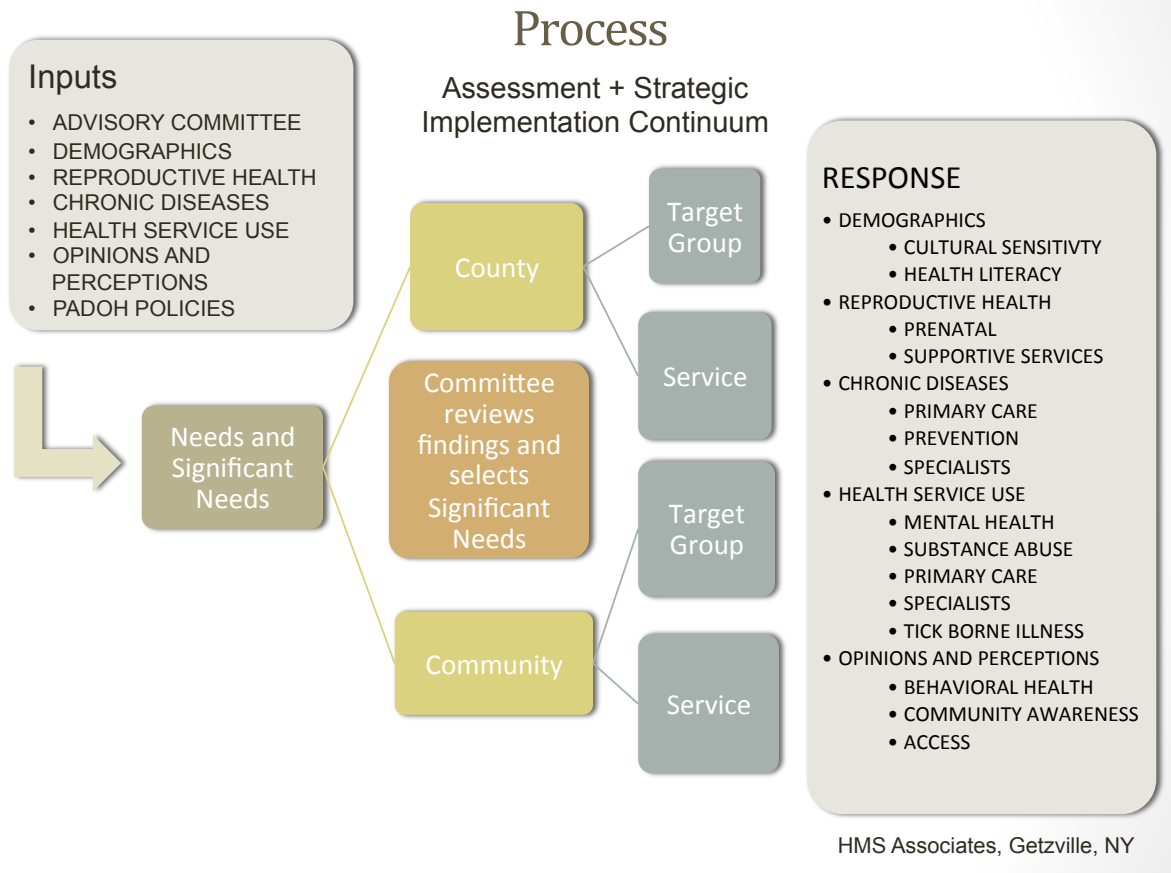 Process
Assessment + Strategic
Implementation Continuum
Inputs
• ADVISORY COMMITTEE
• DEMOGRAPHICS
• REPRODUCTIVE HEALTH
• CHRONIC DISEASES
• HEALTH SERVICE USE
• OPINIONS AND
PERCEPTIONS
• PADOH POLICIES
Needs and
Significant
Needs
County
Committee
reviews
findings and
selects
Significant
Needs
Community
Target
Group
Service
Target
Group
Service
RESPONSE
• DEMOGRAPHICS
• CULTURAL SENSITIVTY
• HEALTH LITERACY
• REPRODUCTIVE HEALTH
• PRENATAL
• SUPPORTIVE SERVICES
• CHRONIC DISEASES
• PRIMARY CARE
• PREVENTION
• SPECIALISTS
• HEALTH SERVICE USE
• MENTAL HEALTH
• SUBSTANCE ABUSE
• PRIMARY CARE
• SPECIALISTS
• TICK BORNE ILLNESS
• OPINIONS AND PERCEPTIONS
• BEHAVIORAL HEALTH
• COMMUNITY AWARENESS
• ACCESS
HMS Associates, Getzville, NY